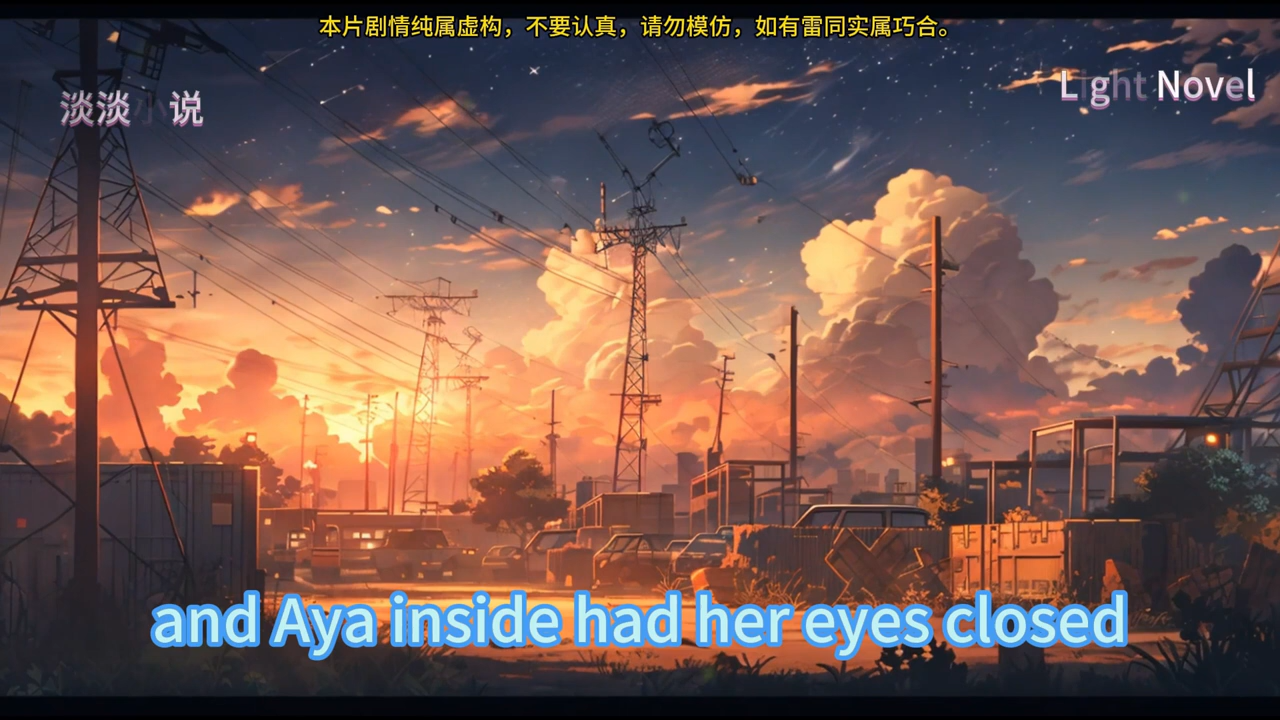 本片剧情纯属虚构，不要认真，请勿模仿，如有雷同实属巧合。
淡淡小说
Light Novel
and Aya inside had her eyes closed